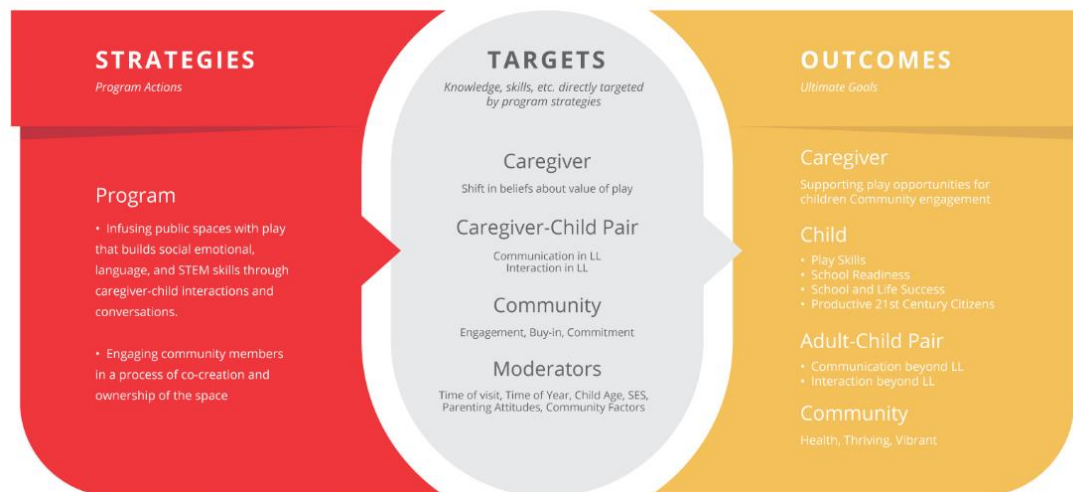 STRATEGIES
Program Actions
Program
• Infusing public spaces with play
that builds social emotional,
language, and STEM skills through
caregiver-child interactions and
conversations.
• Engaging community members
in a process of co-creation and
ownership of the space
TARGETS
Knowledge, skills, etc. directly targeted
by program strategies
Caregiver
Shift in beliefs about value of play
Caregiver-Child Pair
Communication in LL
Interaction in LL
Community
Engagement, Buy-in, Commitment
Moderators
Time of visit, Time of Year, Child Age, SES,
Parenting Attitudes, Community Factors
OUTCOMES
Ultimate Goals
Caregiver
Supporting play opportunities for
children Community engagement
Child
• Play Skills
• School Readiness
• School and Life Success
• Productive 21st Century Citizens
Adult-Child Pair
• Communication beyond LL
• Interaction beyond LL
Community
Health, Thriving, Vibrant